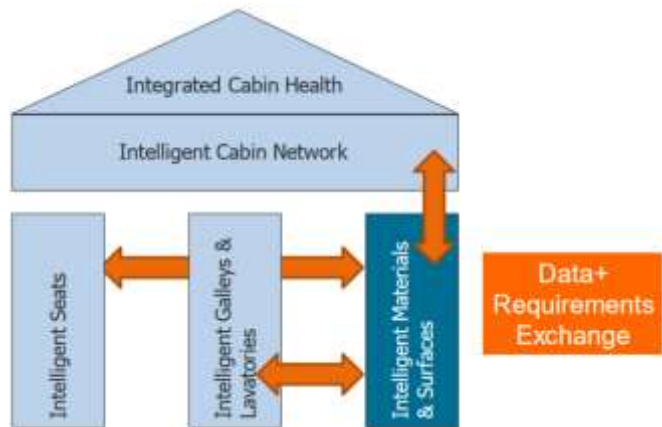 Integrated Cabin Health
Intelligent Cabin Network
Intelligent Seats
Intelligent Galleys &
Lavatories
Intelligent Materials
& Surfaces
Data+
Requirements
Exchange